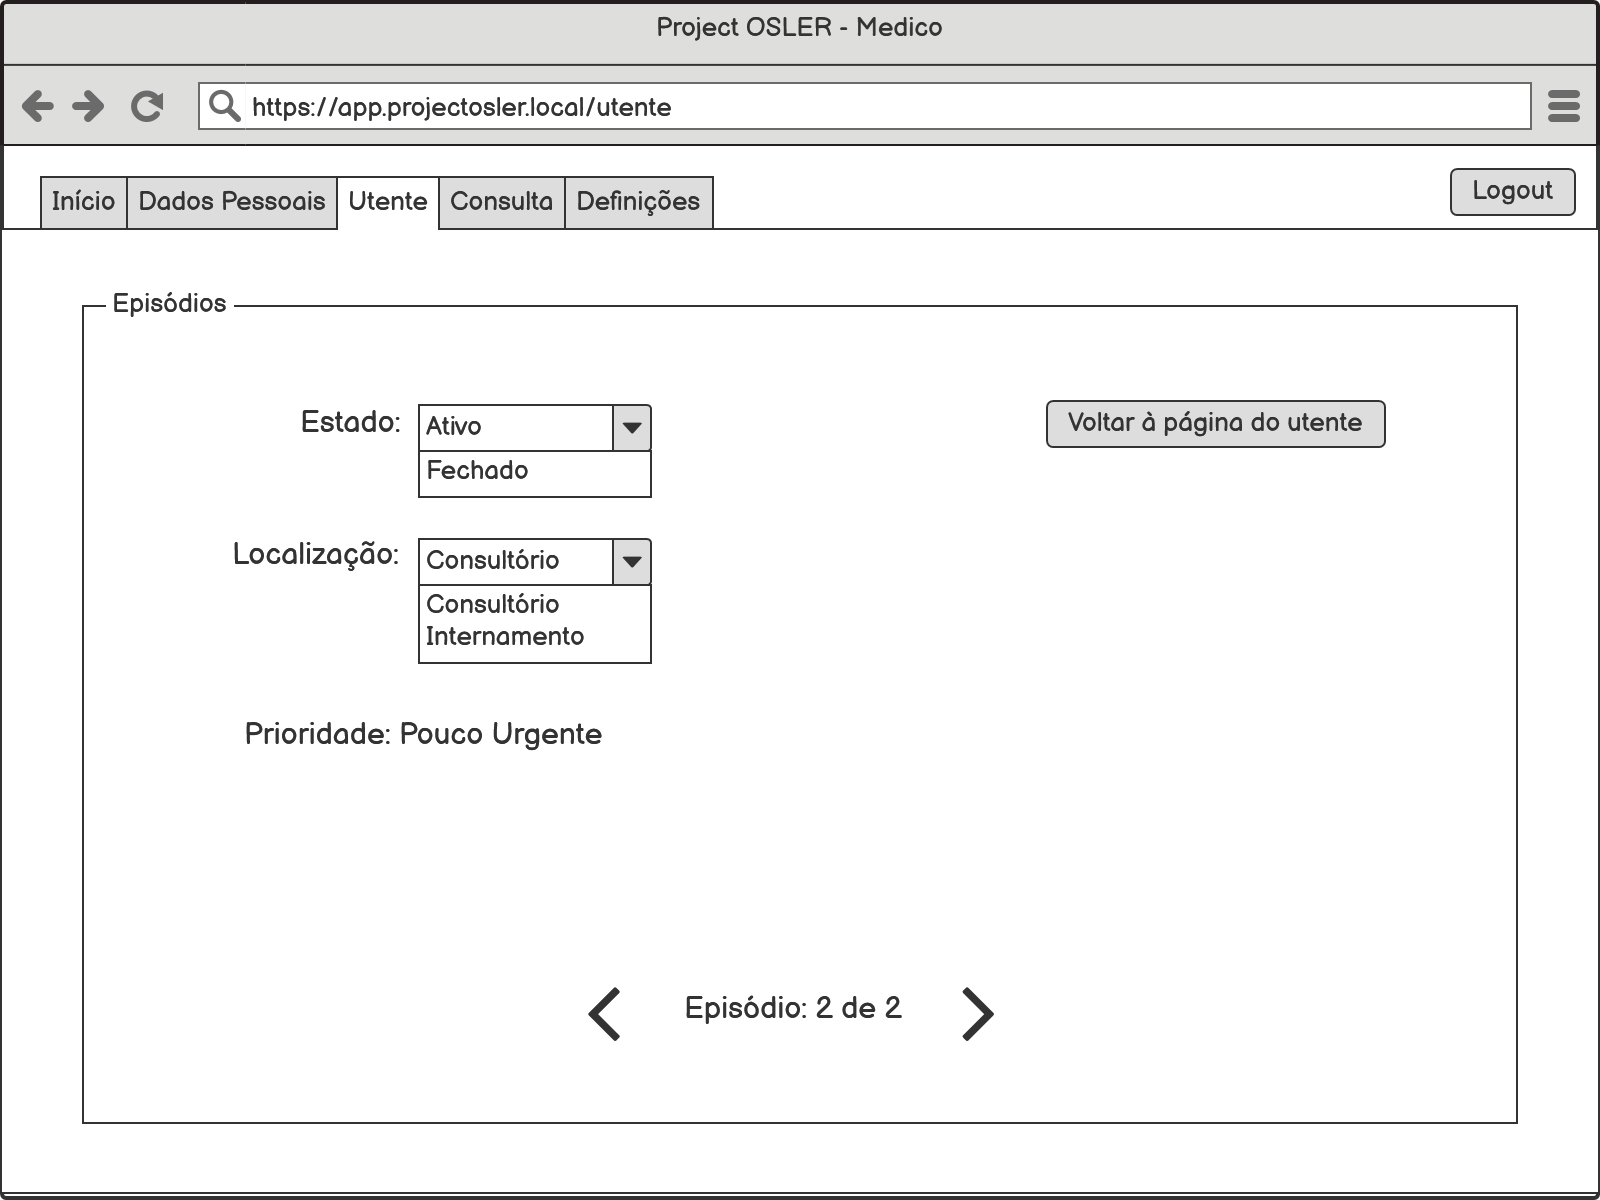 Project OSLER - Medico
https://app.projectosler.local/utente
Início Dados Pessoais Utente Consulta Definições Logout
Episódios
Estado: Ativo Voltar à página do utente
Fechado
Localização: Consultório
Consultório
Internamento
Prioridade: Pouco Urgente
Episódio: 2 de 2